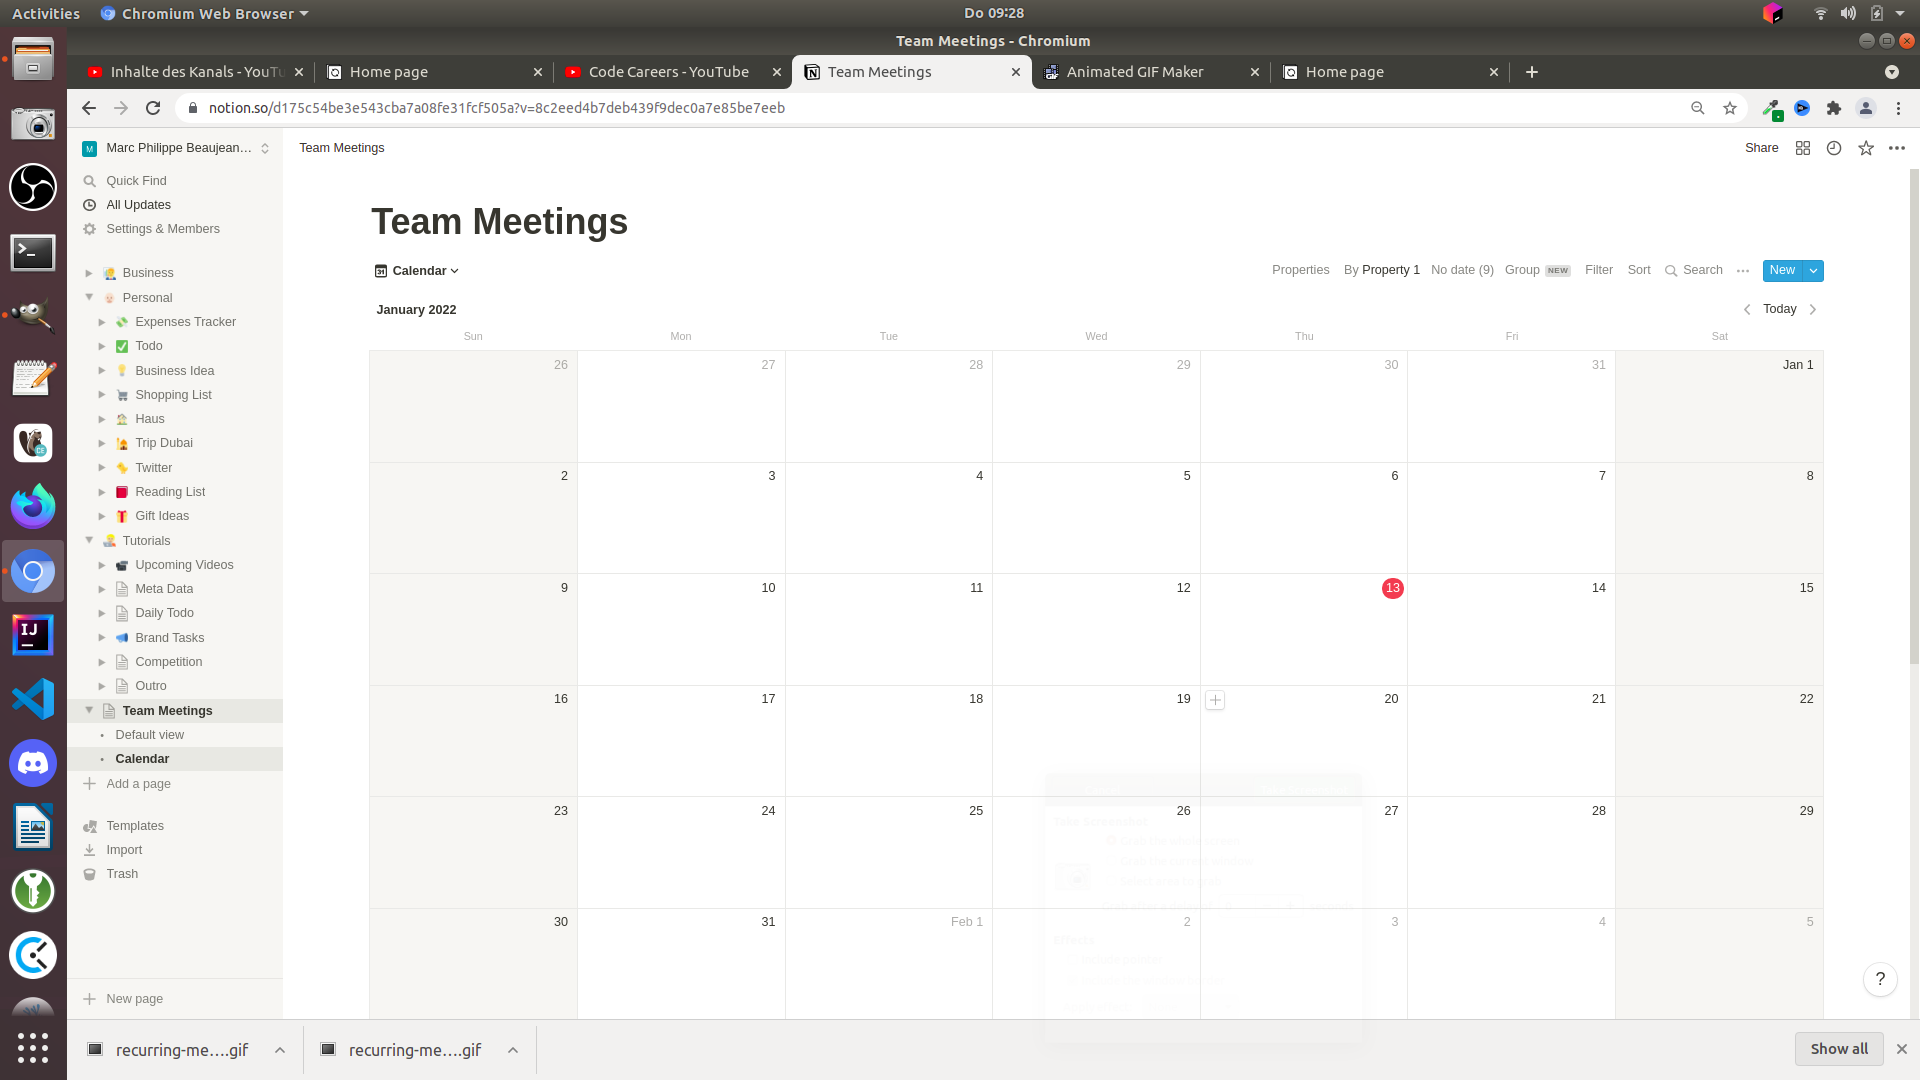 Activities
Chromium Web Browser
Do 09:28
Team Meetings - Chromium
Inhalte des Kanals - YouTu
Home page
Code Careers - YouTube
Team Meetings
Animated GIF Maker
Home page
notion.so/d175c54be3e543cba7a08fe31fcf505a?v=8c2eed4b7deb439f9dec0a7e85be7eeb
M Marc Philippe Beaujean…
Team Meetings
Share
Quick Find
All Updates
Settings & Members
Business
Personal
Expenses Tracker
Todo
Business Idea
Shopping List
Haus
Trip Dubai
Twitter
Reading List
Gift Ideas
Tutorials
Upcoming Videos
Meta Data
Daily Todo
Brand Tasks
Competition
Outro
Team Meetings
Default view
Calendar
Add a page
Templates
Import
Trash
New page
Team Meetings
Calendar
Properties By Property 1 No date (9) Group NEW Filter Sort Search New
January 2022
Today
Sun Mon Tue Wed Thu Fri Sat
26 27 28 29 30 31 Jan 1
2 3 4 5 6 7 8
9 10 11 12 13 14 15
16 17 18 19 20 21 22
23 24 25 26 27 28 29
Take Screenshot
30 31 Feb 1 2 3 4 5
Effects
?
recurring-me….gif
recurring-me….gif
Show all